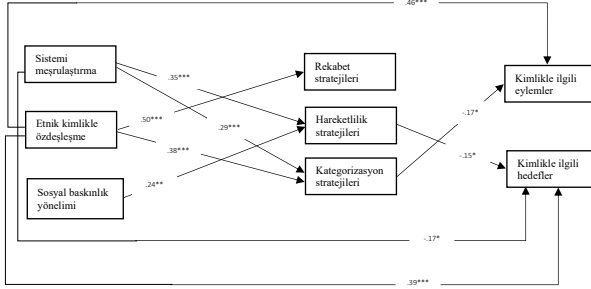 .46***
Sistemi
meşrulaştırma
Rekabet
stratejileri
Kimlikle ilgili
eylemler
.35***
-.17*
Etnik kimlikle
özdeşleşme
.50***
Hareketlilik
stratejileri
.29***
.38***
-.15*
Kimlikle ilgili
hedefler
Kategorizasyon
stratejileri
Sosyal baskınlık
yönelimi
.24**
-.17*
.39***